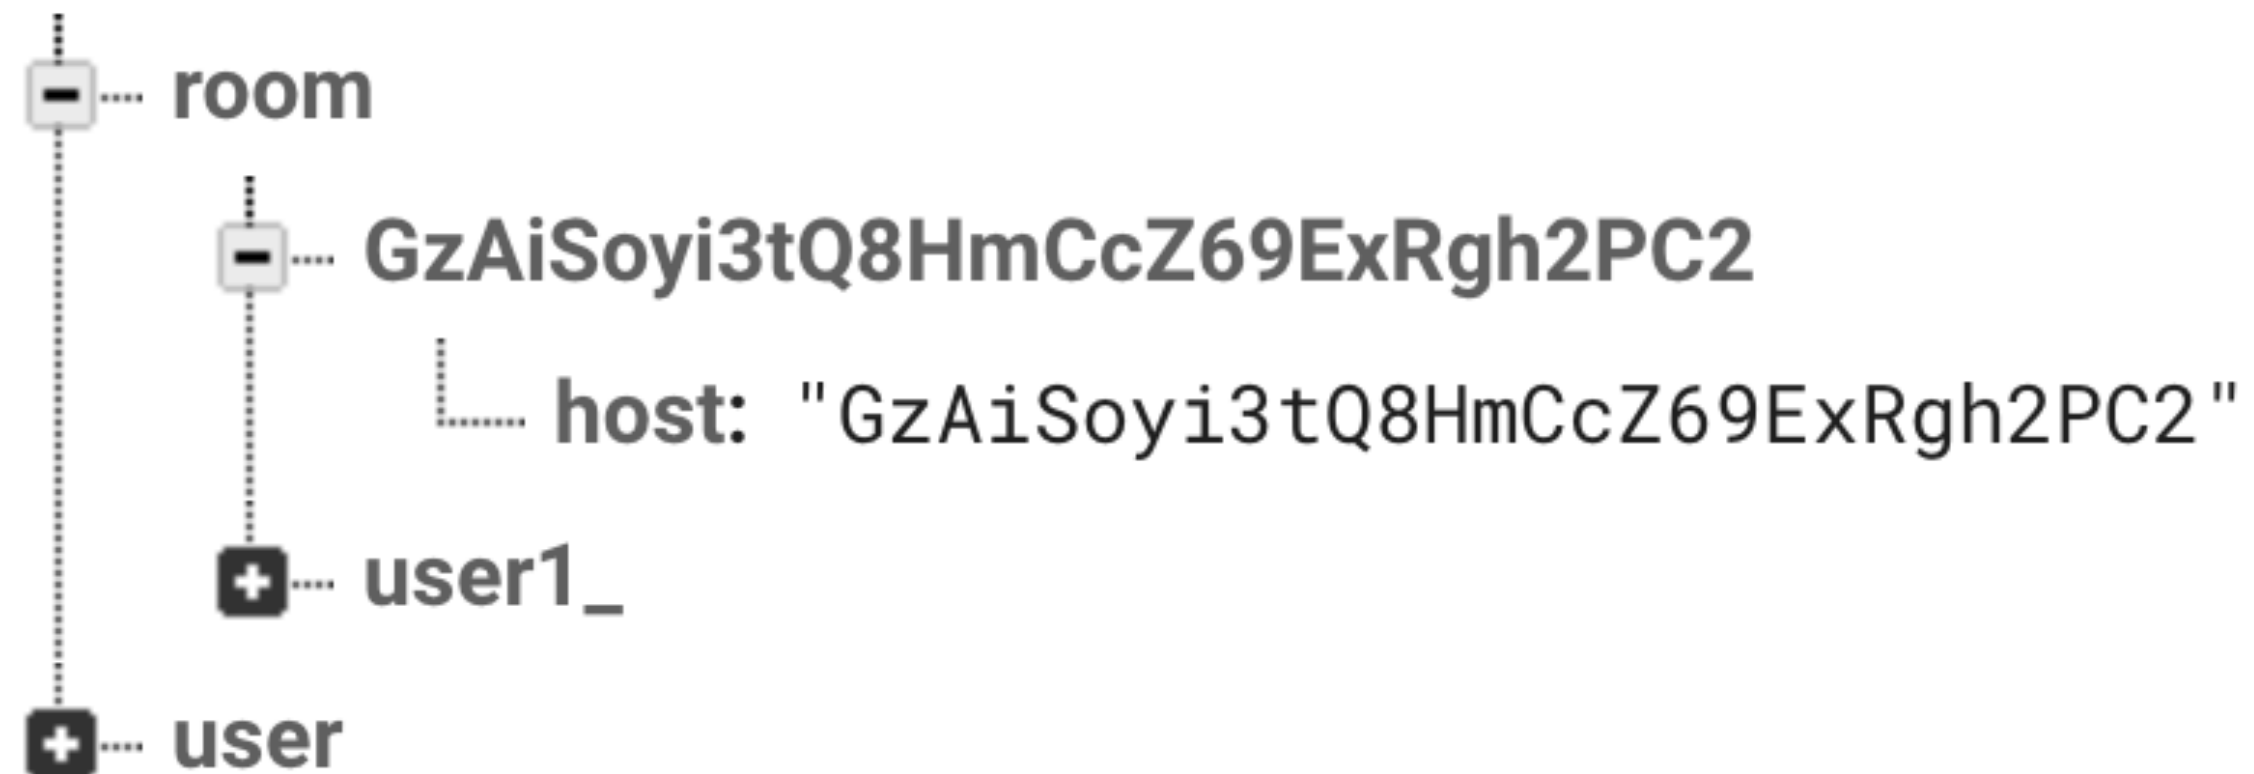 room
GzAiSoyi3tQ8HmCcZ69ExRgh2PC2
host: "GzAiSoyi3tQ8HmCcZ69ExRgh2PC2"
user1_
user